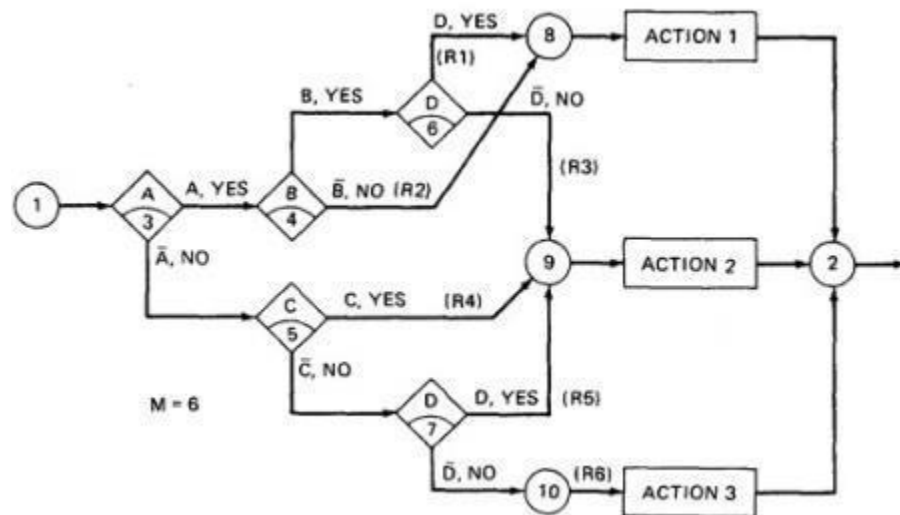 D, YES
8
ACTION 1
(R1)
B, YES
D
6
D̅, NO
(R3)
1
A
3
A, YES
B
4
B̅, NO (R2)
A̅, NO
9
ACTION 2
2
C
5
C, YES
(R4)
C̅, NO
M = 6
D
7
D, YES
(R5)
D̅, NO
10
(R6)
ACTION 3